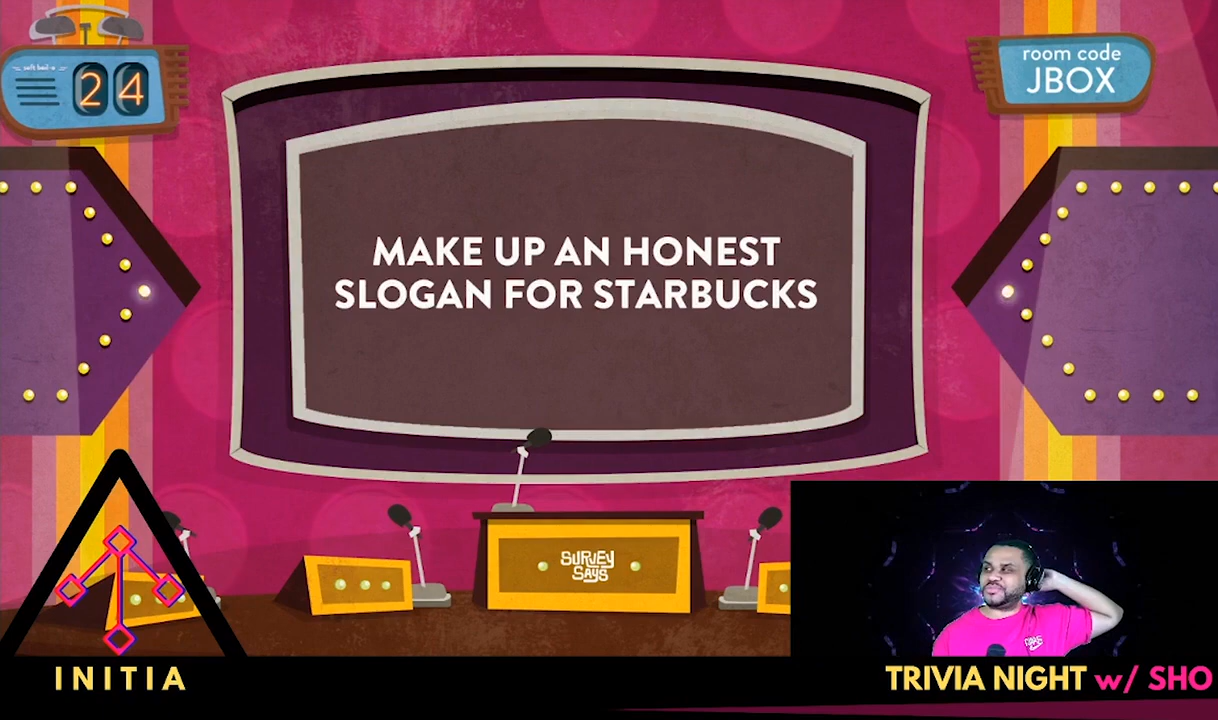 24
room code
JBOX
MAKE UP AN HONEST
SLOGAN FOR STARBUCKS
SURVEY
SAYS
INITIA
TRIVIA NIGHT w/ SHO